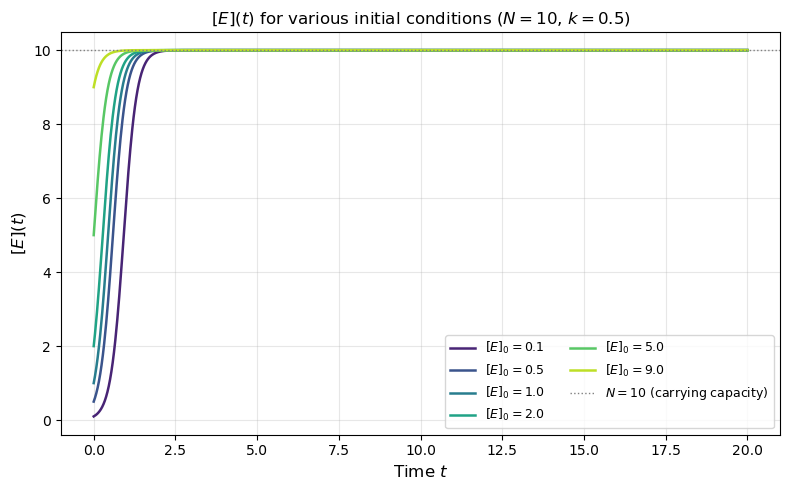 [E](t) for various initial conditions (N = 10, k = 0.5)
[E](t)
10
8
6
4
2
0
[E]₀ = 0.1
[E]₀ = 0.5
[E]₀ = 1.0
[E]₀ = 2.0
[E]₀ = 5.0
[E]₀ = 9.0
N = 10 (carrying capacity)
0.0 2.5 5.0 7.5 10.0 12.5 15.0 17.5 20.0
Time t